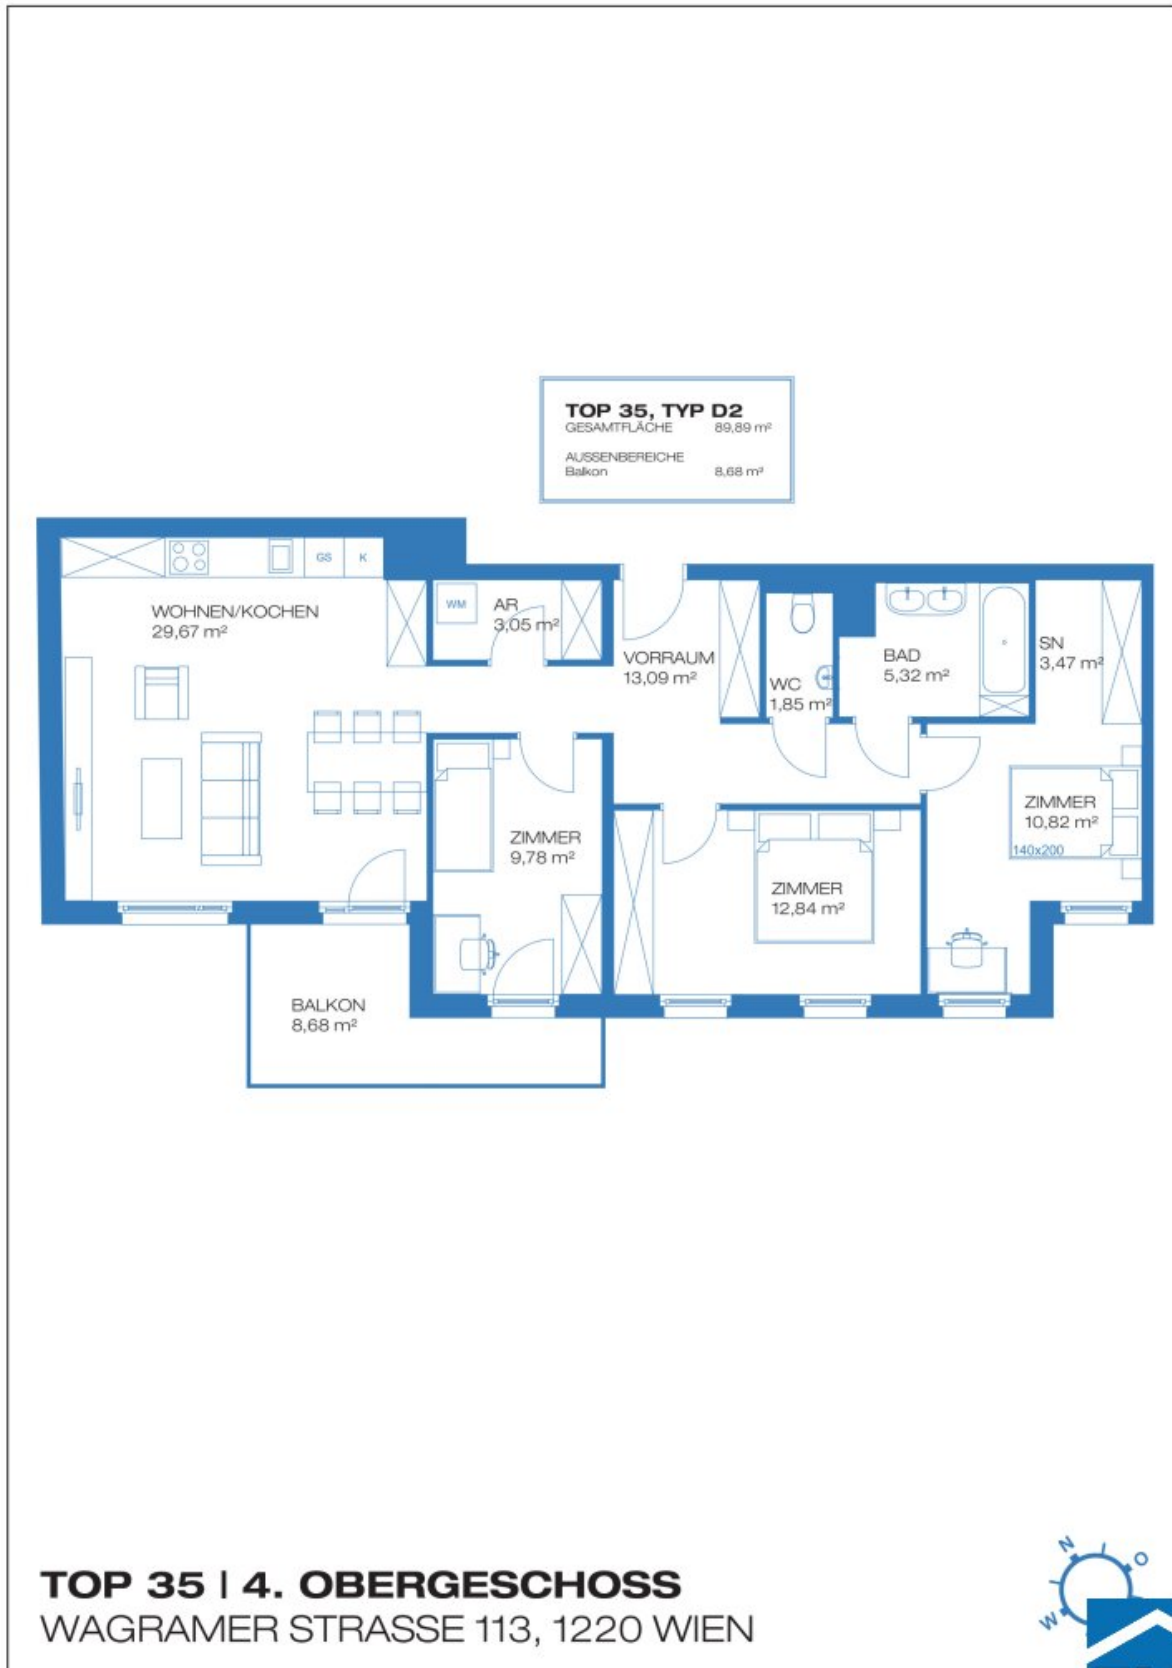 TOP 35, TYP D2
GESAMTFLÄCHE 89,89 m²
AUSSENBEREICHE
Balkon 8,68 m²
GS K
WOHNEN/KOCHEN
29,67 m²
WM
AR
3,05 m²
VORRAUM
13,09 m²
WC
1,85 m²
BAD
5,32 m²
SN
3,47 m²
ZIMMER
9,78 m²
ZIMMER
12,84 m²
ZIMMER
10,82 m²
140x200
BALKON
8,68 m²
N
O
W
TOP 35 | 4. OBERGESCHOSS
WAGRAMER STRASSE 113, 1220 WIEN